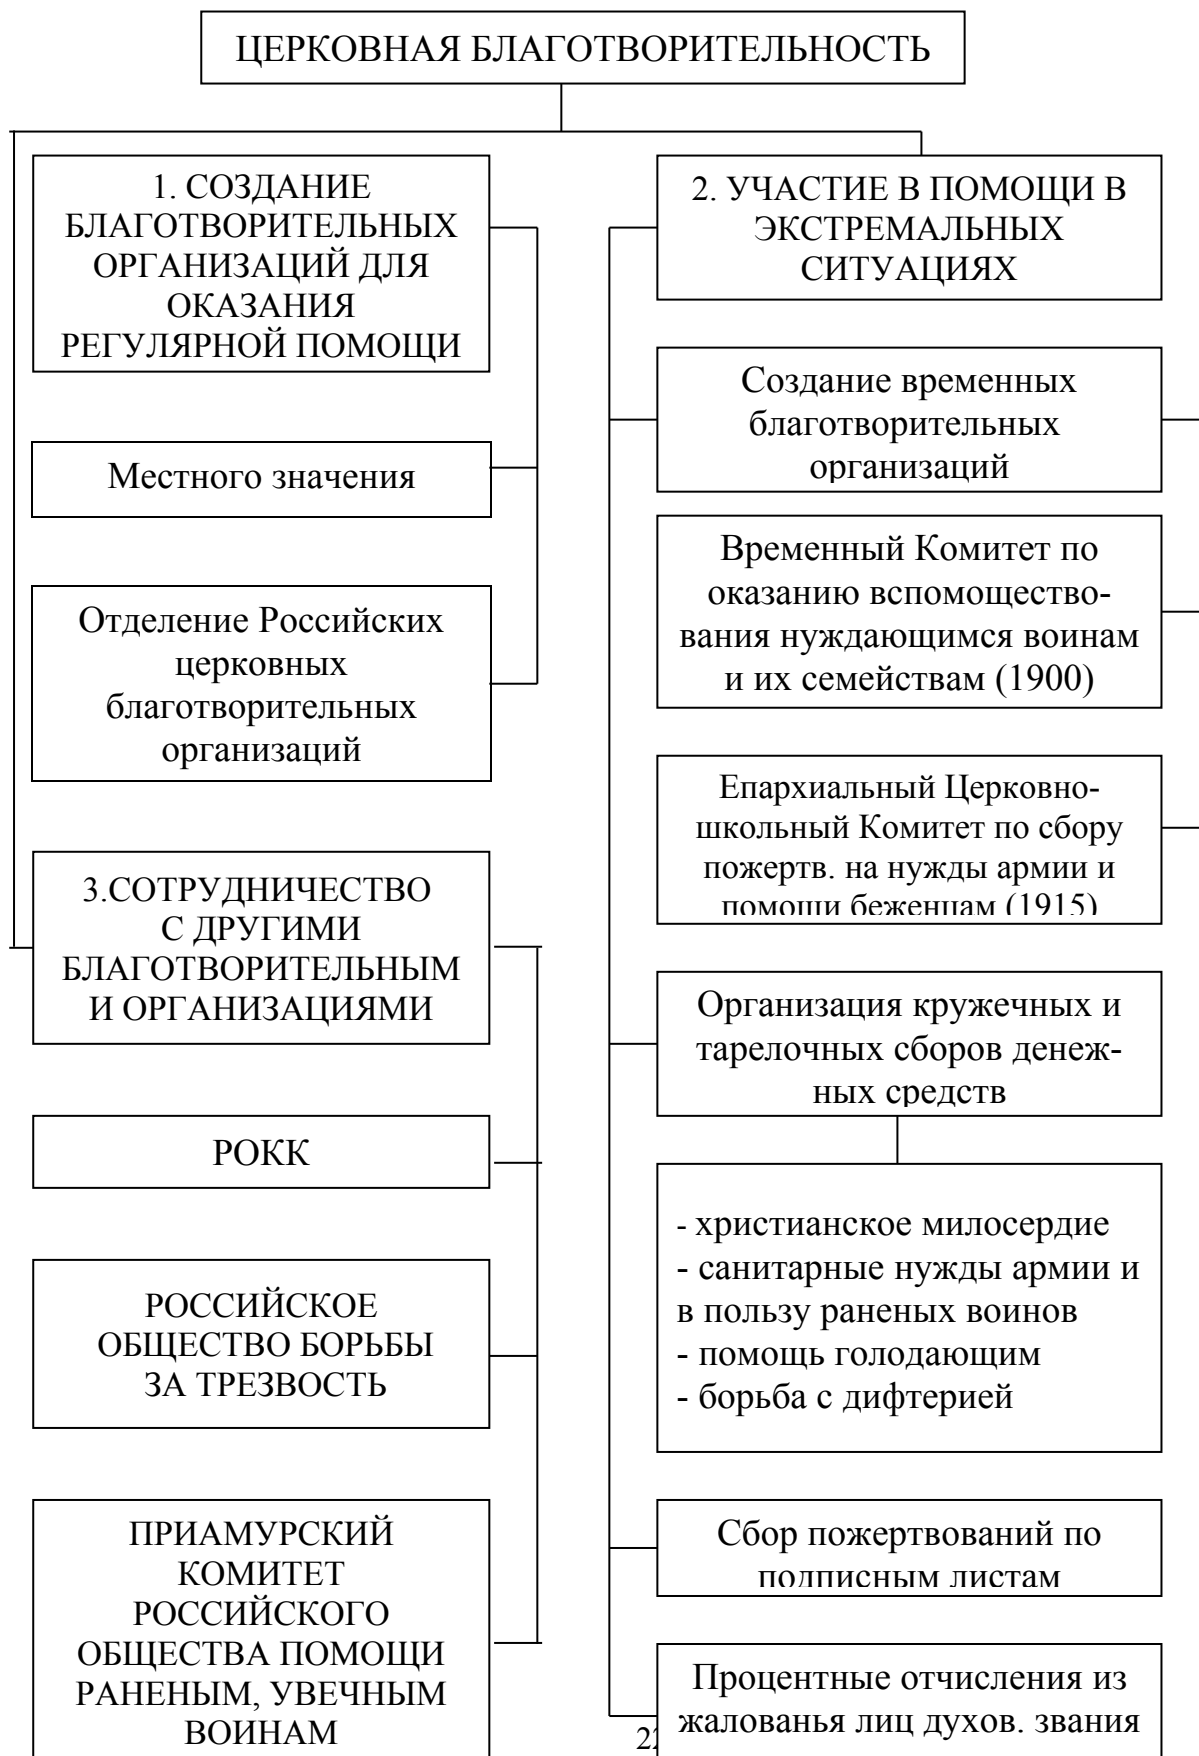 ЦЕРКОВНАЯ БЛАГОТВОРИТЕЛЬНОСТЬ
1. СОЗДАНИЕ
БЛАГОТВОРИТЕЛЬНЫХ
ОРГАНИЗАЦИЙ ДЛЯ
ОКАЗАНИЯ
РЕГУЛЯРНОЙ ПОМОЩИ
Местного значения
Отделение Российских
церковных
благотворительных
организаций
3.СОТРУДНИЧЕСТВО
С ДРУГИМИ
БЛАГОТВОРИТЕЛЬНЫМ
И ОРГАНИЗАЦИЯМИ
РОКК
РОССИЙСКОЕ
ОБЩЕСТВО БОРЬБЫ
ЗА ТРЕЗВОСТЬ
ПРИАМУРСКИЙ
КОМИТЕТ
РОССИЙСКОГО
ОБЩЕСТВА ПОМОЩИ
РАНЕНЫМ, УВЕЧНЫМ
ВОИНАМ
2. УЧАСТИЕ В ПОМОЩИ В
ЭКСТРЕМАЛЬНЫХ
СИТУАЦИЯХ
Создание временных
благотворительных
организаций
Временный Комитет по
оказанию вспомощество-
вания нуждающимся воинам
и их семействам (1900)
Епархиальный Церковно-
школьный Комитет по сбору
пожертв. на нужды армии и
помощи беженцам (1915)
Организация кружечных и
тарелочных сборов денеж-
ных средств
- христианское милосердие
- санитарные нужды армии и
в пользу раненых воинов
- помощь голодающим
- борьба с дифтерией
Сбор пожертвований по
подписным листам
Процентные отчисления из
жалованья лиц духов. звания